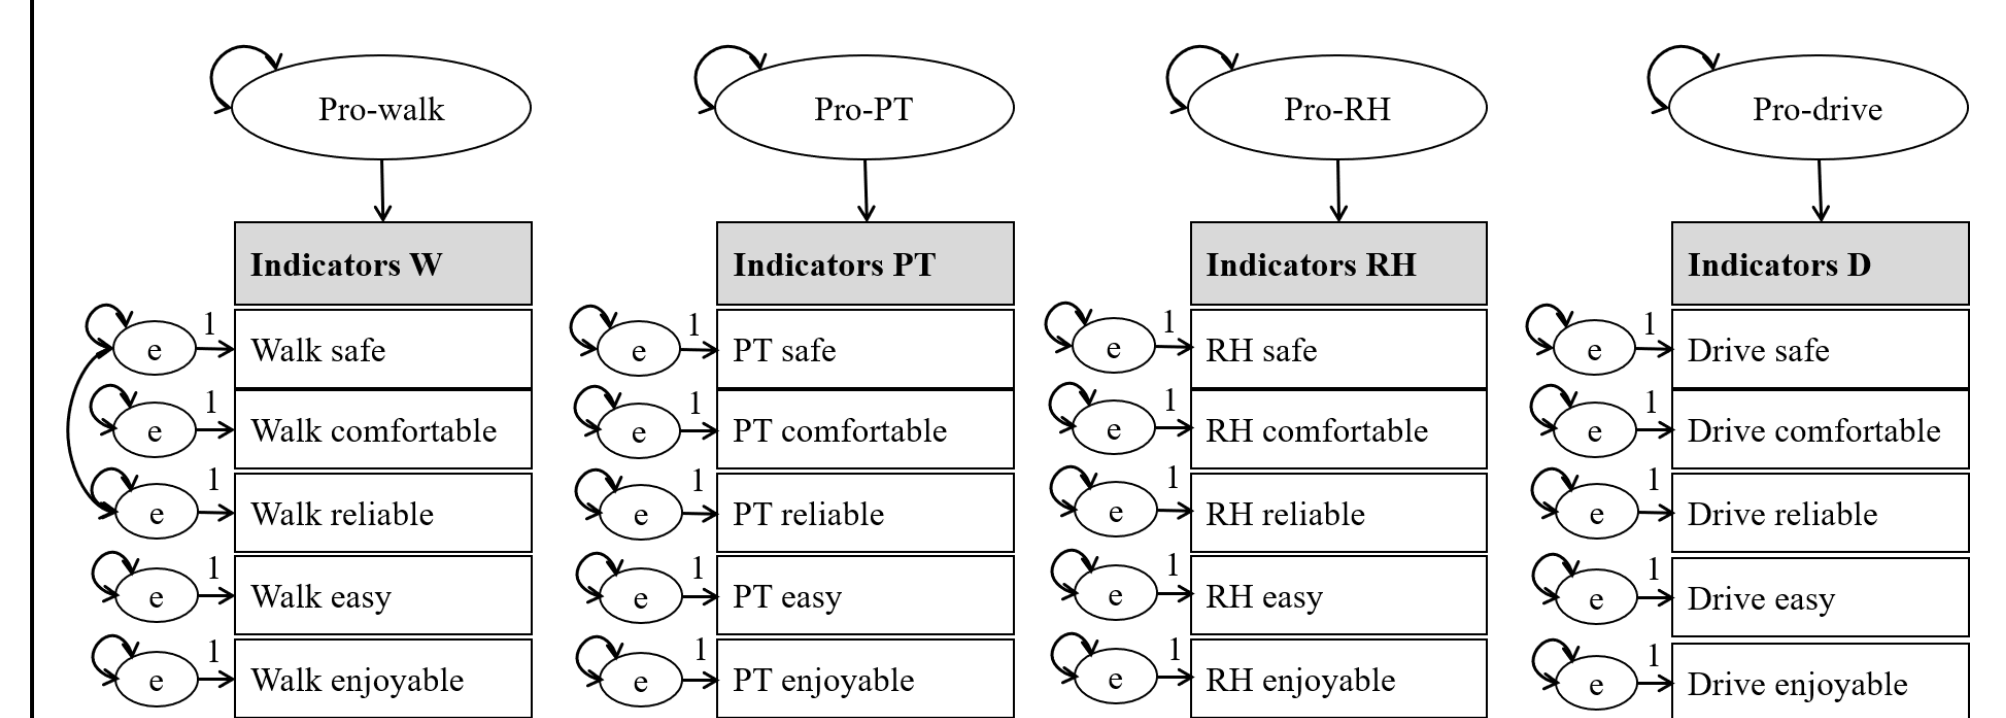 Pro-walk
Pro-PT
Pro-RH
Pro-drive
Indicators W
Indicators PT
Indicators RH
Indicators D
e 1 Walk safe
e 1 PT safe
e 1 RH safe
e 1 Drive safe
e 1 Walk comfortable
e 1 PT comfortable
e 1 RH comfortable
e 1 Drive comfortable
e 1 Walk reliable
e 1 PT reliable
e 1 RH reliable
e 1 Drive reliable
e 1 Walk easy
e 1 PT easy
e 1 RH easy
e 1 Drive easy
e 1 Walk enjoyable
e 1 PT enjoyable
e 1 RH enjoyable
e 1 Drive enjoyable